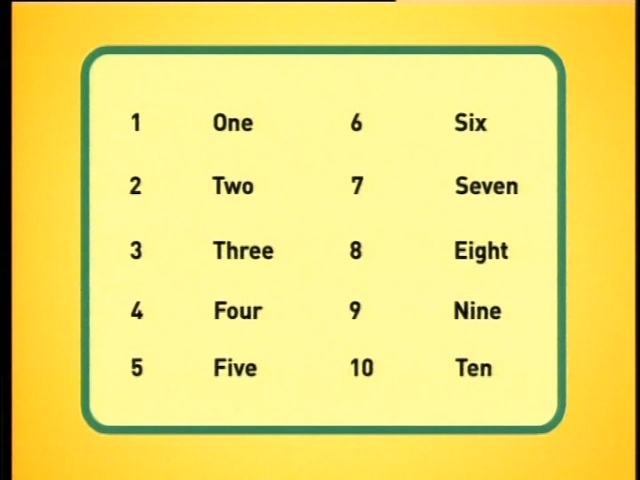 1 One 6 Six
2 Two 7 Seven
3 Three 8 Eight
4 Four 9 Nine
5 Five 10 Ten